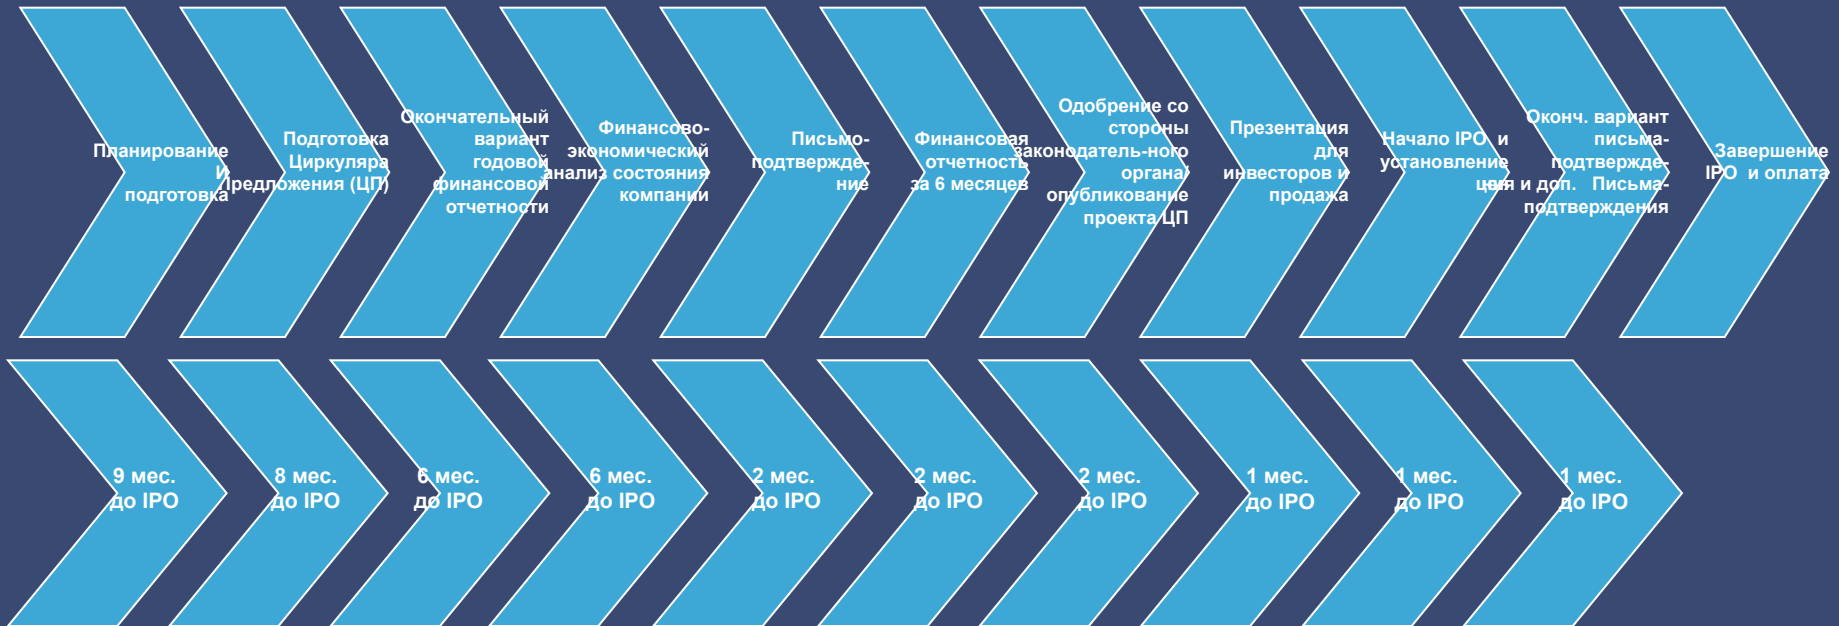 Планирование
И
подготовка
Подготовка
Циркуляра
Предложения (ЦП)
Окончательный
вариант
годовой
финансовой
отчетности
Финансово-
экономический
анализ состояния
компании
Письмо-
подтвержде-
ние
Финансовая
отчетность
за 6 месяцев
Одобрение со
стороны
законодатель-ного
органа/
опубликование
проекта ЦП
Презентация
для
инвесторов и
продажа
Начало IPO и
установление
цен
Оконч. вариант
письма-
подтвержде-
ния и доп. Письма-
подтверждения
Завершение
IPO и оплата
9 мес.
до IPO
8 мес.
до IPO
6 мес.
до IPO
6 мес.
до IPO
2 мес.
до IPO
2 мес.
до IPO
2 мес.
до IPO
1 мес.
до IPO
1 мес.
до IPO
1 мес.
до IPO